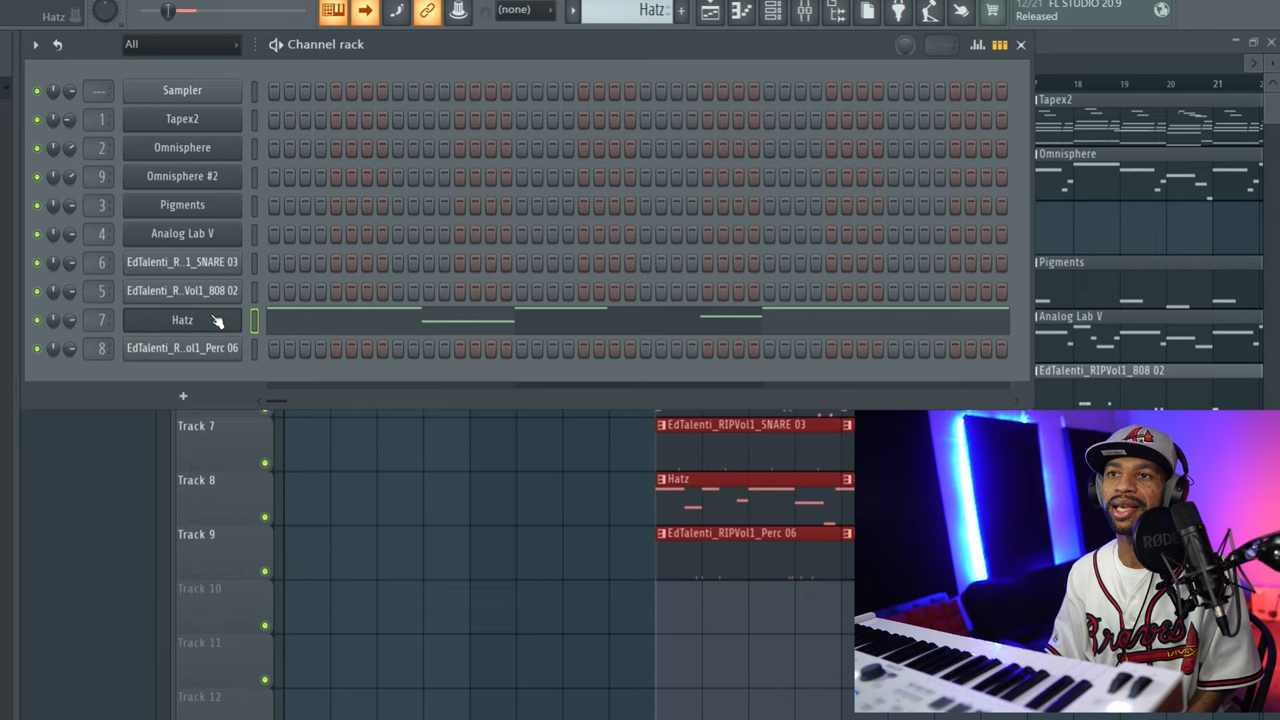 Hatz
(none)
Hatz
12/21 FL STUDIO 20.9
Released
All
Channel rack
Sampler
1 Tapex2
2 Omnisphere
9 Omnisphere #2
3 Pigments
4 Analog Lab V
6 EdTalenti_R..1_SNARE 03
5 EdTalenti_R..Vol1_808 02
7 Hatz
8 EdTalenti_R..ol1_Perc 06
18 19 20 21
Tapex2
Omnisphere
Pigments
Analog Lab V
EdTalenti_RIPVol1_808 02
Track 7
EdTalenti_RIPVol1_SNARE 03
Track 8
Hatz
Track 9
EdTalenti_RIPVol1_Perc 06
Track 10
Track 11
Track 12
A
RØDE
Braves